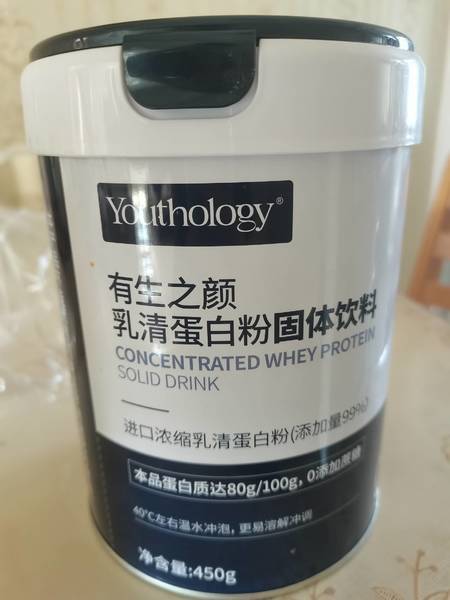 Youthology®
有生之颜
乳清蛋白粉固体饮料
CONCENTRATED WHEY PROTEIN
SOLID DRINK
进口浓缩乳清蛋白粉(添加量99%)
本品蛋白质达80g/100g，0添加蔗糖
40℃左右温水冲泡，更易溶解冲调
净含量:450g